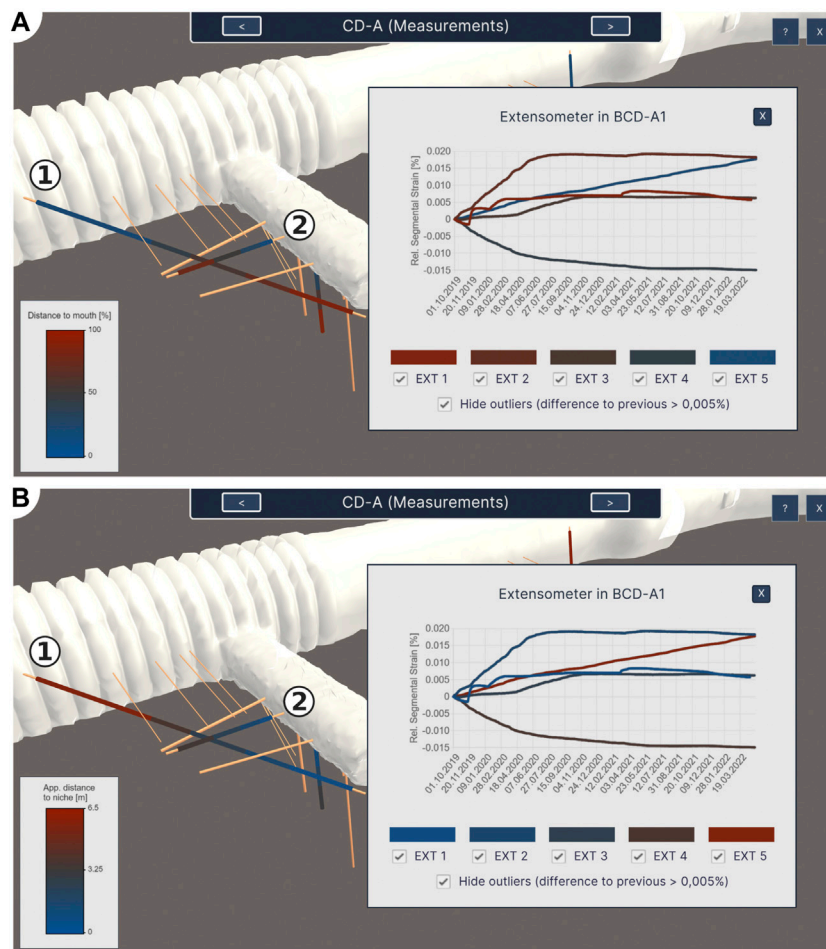 A
<
CD-A (Measurements)
>
?
X
Extensometer in BCD-A1
X
Rel. Segmental Strain [%]
0.020
0.015
0.010
0.005
0
-0.005
-0.010
-0.015
01.10.2019
20.11.2019
09.01.2020
28.02.2020
18.04.2020
07.06.2020
27.07.2020
15.09.2020
04.11.2020
24.12.2020
12.02.2021
03.04.2021
23.05.2021
12.07.2021
31.08.2021
20.10.2021
09.12.2021
28.01.2022
19.03.2022
EXT 1
EXT 2
EXT 3
EXT 4
EXT 5
Hide outliers (difference to previous > 0,005%)
1
2
Distance to mouth [%]
100
50
0
B
<
CD-A (Measurements)
>
?
X
Extensometer in BCD-A1
X
Rel. Segmental Strain [%]
0.020
0.015
0.010
0.005
0
-0.005
-0.010
-0.015
01.10.2019
20.11.2019
09.01.2020
28.02.2020
18.04.2020
07.06.2020
27.07.2020
15.09.2020
04.11.2020
24.12.2020
12.02.2021
03.04.2021
23.05.2021
12.07.2021
31.08.2021
20.10.2021
09.12.2021
28.01.2022
19.03.2022
EXT 1
EXT 2
EXT 3
EXT 4
EXT 5
Hide outliers (difference to previous > 0,005%)
1
2
App. distance
to niche [m]
6.5
3.25
0